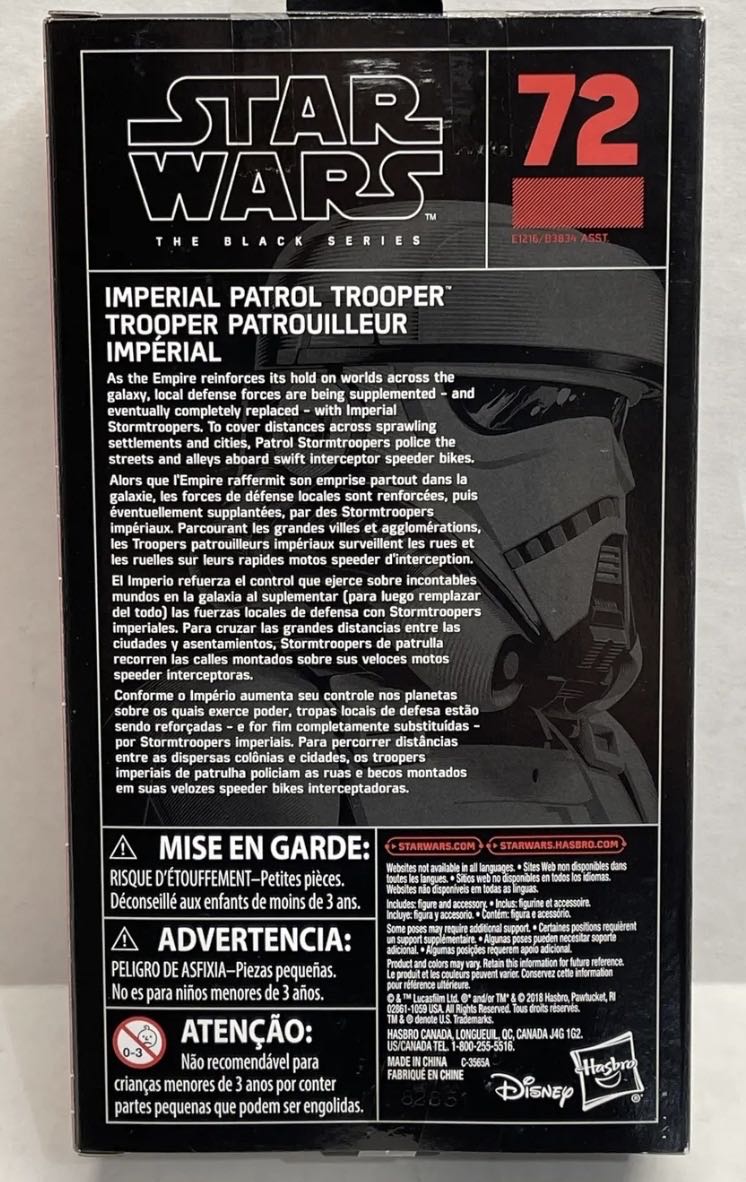 STAR
WARS™
THE BLACK SERIES
72
E1216/B3834 ASST.
IMPERIAL PATROL TROOPER™
TROOPER PATROUILLEUR
IMPÉRIAL
As the Empire reinforces its hold on worlds across the
galaxy, local defense forces are being supplemented – and
eventually completely replaced – with Imperial
Stormtroopers. To cover distances across sprawling
settlements and cities, Patrol Stormtroopers police the
streets and alleys aboard swift interceptor speeder bikes.
Alors que l'Empire raffermit son emprise partout dans la
galaxie, les forces de défense locales sont renforcées, puis
éventuellement supplantées, par des Stormtroopers
impériaux. Parcourant les grandes villes et agglomérations,
les Troopers patrouilleurs impériaux surveillent les rues et
les ruelles sur leurs rapides motos speeder d'interception.
El Imperio refuerza el control que ejerce sobre incontables
mundos en la galaxia al suplementar (para luego remplazar
del todo) las fuerzas locales de defensa con Stormtroopers
imperiales. Para cruzar las grandes distancias entre las
ciudades y asentamientos, Stormtroopers de patrulla
recorren las calles montados sobre sus veloces motos
speeder interceptoras.
Conforme o Império aumenta seu controle nos planetas
sobre os quais exerce poder, tropas locais de defesa estão
sendo reforçadas – e for fim completamente substituídas –
por Stormtroopers imperiais. Para percorrer distâncias
entre as dispersas colônias e cidades, os troopers
imperiais de patrulha policiam as ruas e becos montados
em suas velozes speeder bikes interceptadoras.
MISE EN GARDE:
RISQUE D'ÉTOUFFEMENT–Petites pièces.
Déconseillé aux enfants de moins de 3 ans.
ADVERTENCIA:
PELIGRO DE ASFIXIA–Piezas pequeñas.
No es para niños menores de 3 años.
0-3
ATENÇÃO:
Não recomendável para
crianças menores de 3 anos por conter
partes pequenas que podem ser engolidas.
STARWARS.COM STARWARS.HASBRO.COM
Websites not available in all languages. • Sites Web non disponibles dans
toutes les langues. • Sitios web no disponibles en todos los idiomas.
Websites não disponíveis em todas as línguas.
Includes: figure and accessory. • Inclus: figurine et accessoire.
Incluye: figura y accesorio. • Contém: figura e acessório.
Some poses may require additional support. • Certaines positions requièrent
un support supplémentaire. • Algunas poses pueden necesitar soporte
adicional. • Algumas posições requerem apoio adicional.
Product and colors may vary. Retain this information for future reference.
Le produit et les couleurs peuvent varier. Conservez cette information
pour référence ultérieure.
© & ™ Lucasfilm Ltd. ®* and/or TM* & © 2018 Hasbro, Pawtucket, RI
02861-1059 USA. All Rights Reserved. Tous droits réservés.
TM & ® denote U.S. Trademarks.
HASBRO CANADA, LONGUEUIL, QC, CANADA J4G 1G2.
US/CANADA TEL. 1-800-255-5516.
MADE IN CHINA C-3565A
FABRIQUÉ EN CHINE
Disney
Hasbro®